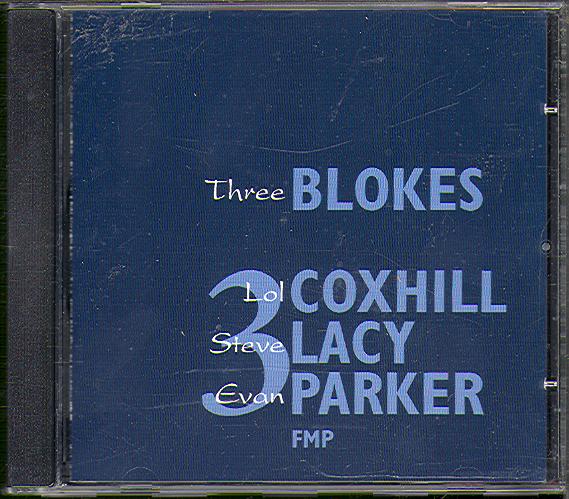 Three BLOKES
3
Lol COXHILL
Steve LACY
Evan PARKER
FMP